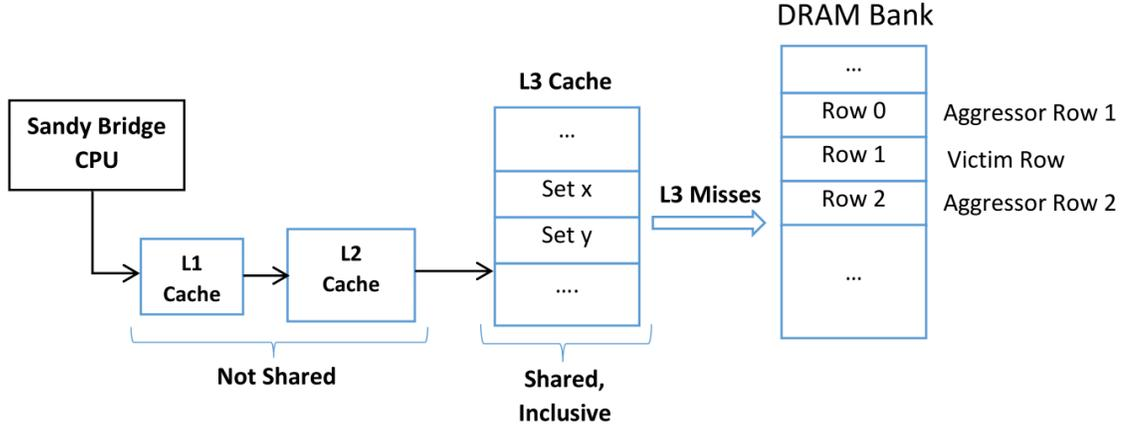 DRAM Bank
...
Row 0
Aggressor Row 1
Row 1
Victim Row
Row 2
Aggressor Row 2
...
L3 Cache
...
Set x
Set y
....
L3 Misses
Sandy Bridge
CPU
L1
Cache
L2
Cache
Not Shared
Shared,
Inclusive